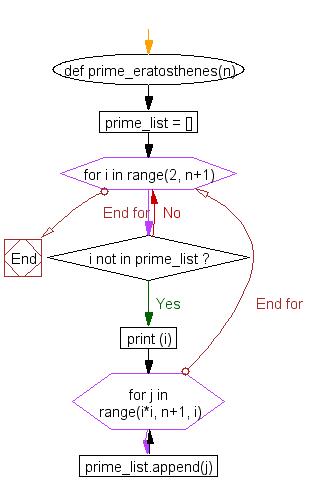 def prime_eratosthenes(n)
prime_list = []
for i in range(2, n+1)
End for
No
End
i not in prime_list ?
Yes
End for
print (i)
for j in
range(i*i, n+1, i)
prime_list.append(j)